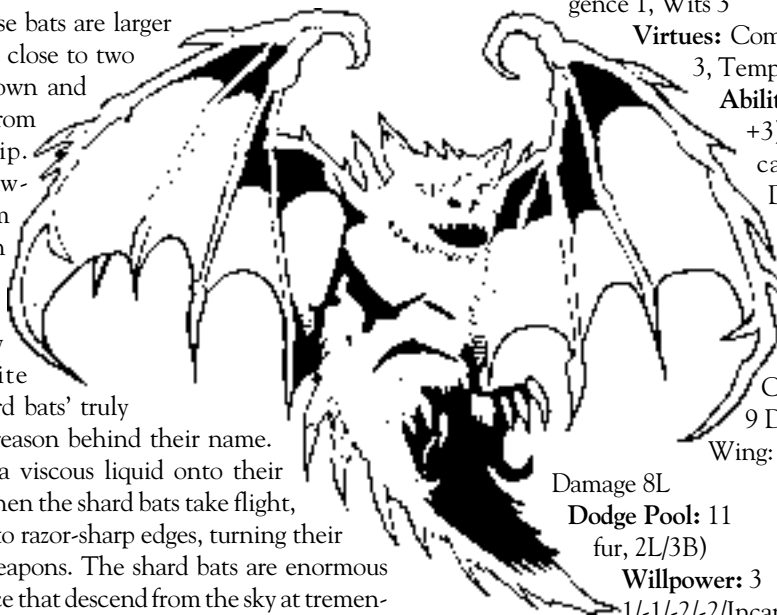 se bats are larger
close to two
own and
rom
ip.
w-
ite
rd bats' truly
reason behind their name.
a viscous liquid onto their
hen the shard bats take flight,
to razor-sharp edges, turning their
eapons. The shard bats are enormous
ce that descend from the sky at tremen-
gence 1, Wits 3
Virtues: Com
3, Temp
Abilit
+3)
ca
D
C
9 D
Wing:
Damage 8L
Dodge Pool: 11
fur, 2L/3B)
Willpower: 3
1/-1/-2/-2/Incap